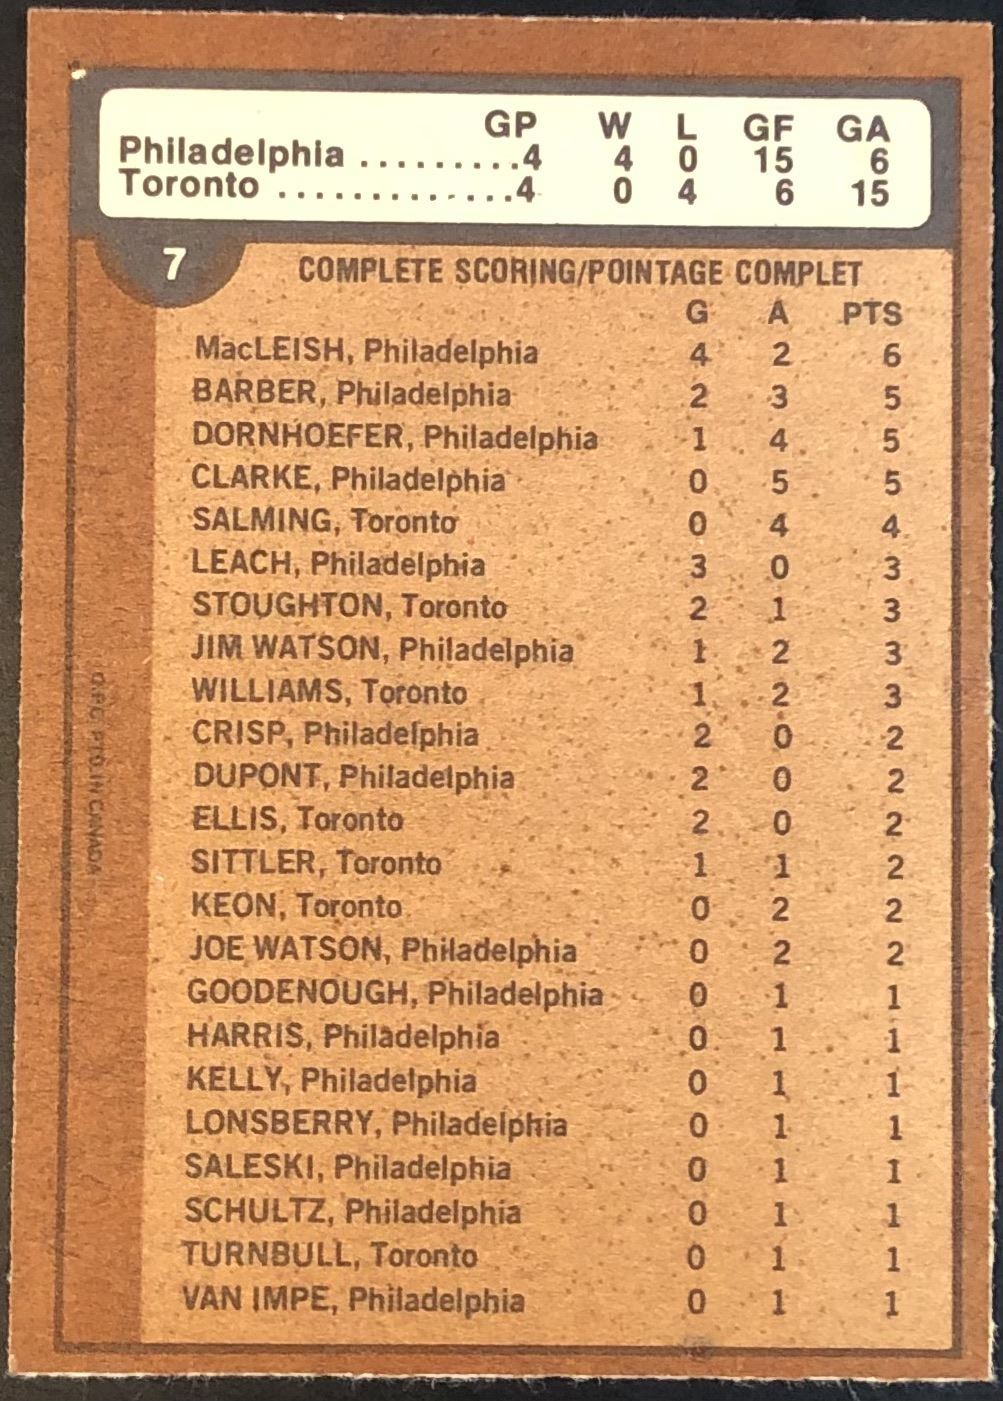 GP W L GF GA
Philadelphia .........4 4 0 15 6
Toronto ..............4 0 4 6 15
7 COMPLETE SCORING/POINTAGE COMPLET
G A PTS
MacLEISH, Philadelphia 4 2 6
BARBER, Philadelphia 2 3 5
DORNHOEFER, Philadelphia 1 4 5
CLARKE, Philadelphia 0 5 5
SALMING, Toronto 0 4 4
LEACH, Philadelphia 3 0 3
STOUGHTON, Toronto 2 1 3
JIM WATSON, Philadelphia 1 2 3
WILLIAMS, Toronto 1 2 3
CRISP, Philadelphia 2 0 2
DUPONT, Philadelphia 2 0 2
ELLIS, Toronto 2 0 2
SITTLER, Toronto 1 1 2
KEON, Toronto 0 2 2
JOE WATSON, Philadelphia 0 2 2
GOODENOUGH, Philadelphia 0 1 1
HARRIS, Philadelphia 0 1 1
KELLY, Philadelphia 0 1 1
LONSBERRY, Philadelphia 0 1 1
SALESKI, Philadelphia 0 1 1
SCHULTZ, Philadelphia 0 1 1
TURNBULL, Toronto 0 1 1
VAN IMPE, Philadelphia 0 1 1
O.P.C. PTD. IN CANADA